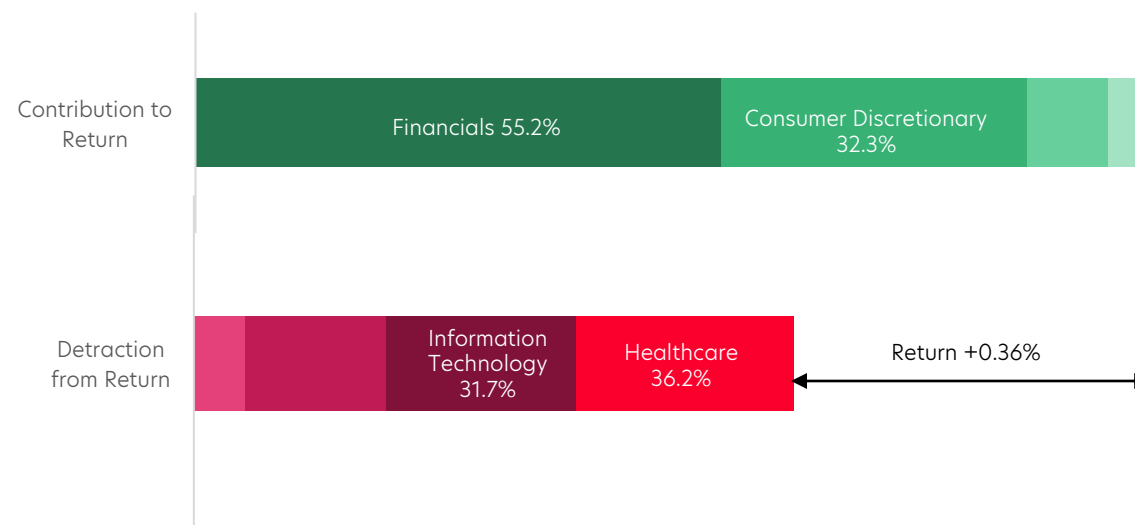 Contribution to
Return
Financials 55.2%
Consumer Discretionary
32.3%
Detraction
from Return
Information
Technology
31.7%
Healthcare
36.2%
Return +0.36%